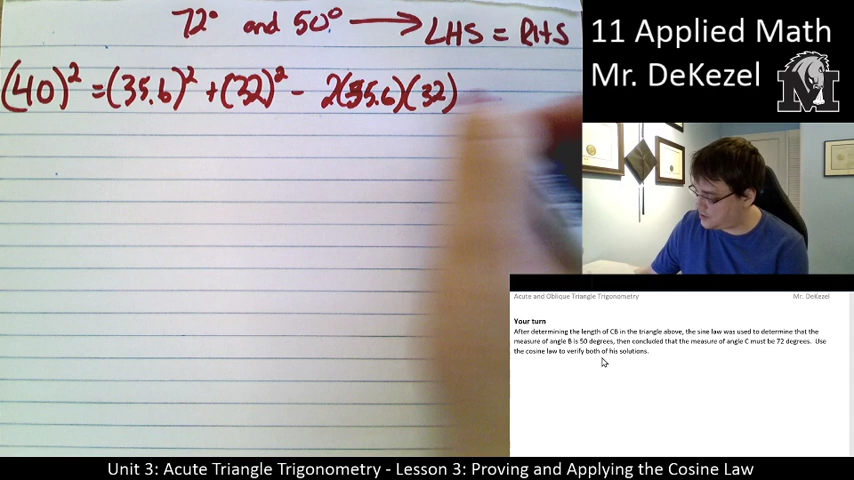 72° and 50° → LHS = RHS
(40)² = (35.6)² + (32)² - 2(35.6)(32)
11 Applied Math
Mr. DeKezel
M
Acute and Oblique Triangle Trigonometry Mr. DeKezel
Your turn
After determining the length of CB in the triangle above, the sine law was used to determine that the
measure of angle B is 50 degrees, then concluded that the measure of angle C must be 72 degrees. Use
the cosine law to verify both of his solutions.
Unit 3: Acute Triangle Trigonometry - Lesson 3: Proving and Applying the Cosine Law